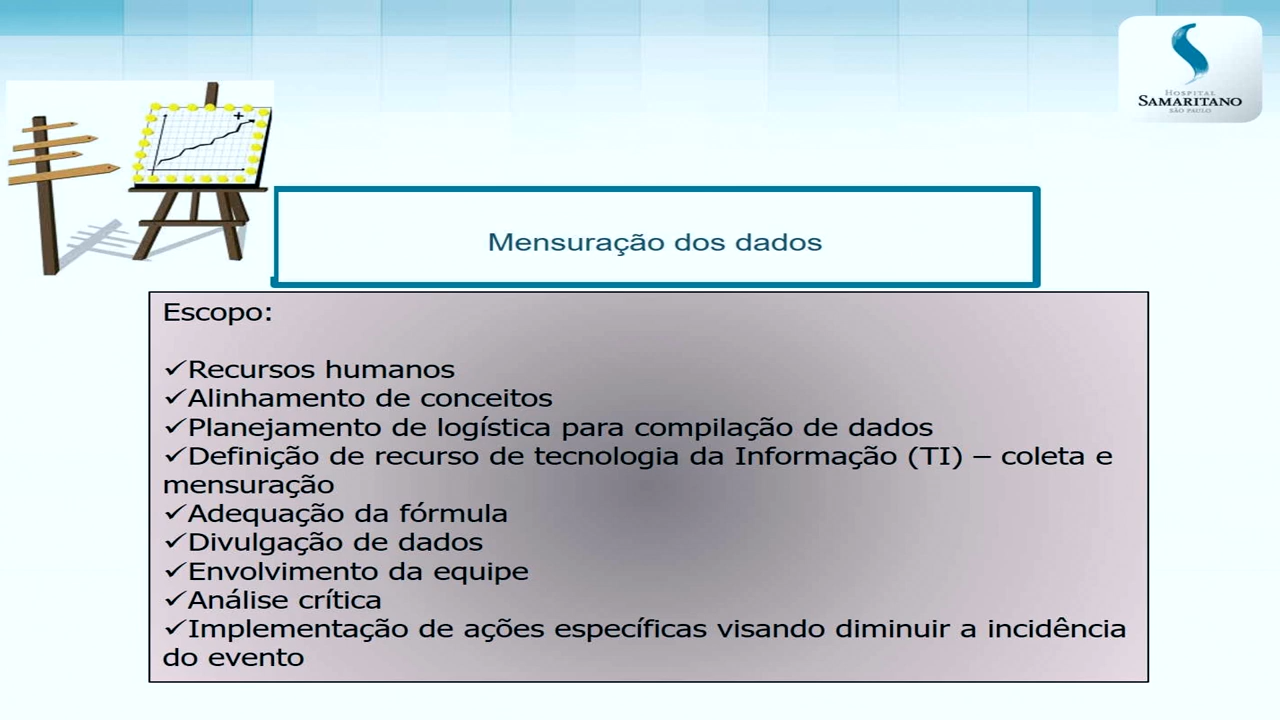 HOSPITAL
SAMARITANO
SÃO PAULO
Mensuração dos dados
Escopo:
✓Recursos humanos
✓Alinhamento de conceitos
✓Planejamento de logística para compilação de dados
✓Definição de recurso de tecnologia da Informação (TI) – coleta e
mensuração
✓Adequação da fórmula
✓Divulgação de dados
✓Envolvimento da equipe
✓Análise crítica
✓Implementação de ações específicas visando diminuir a incidência
do evento